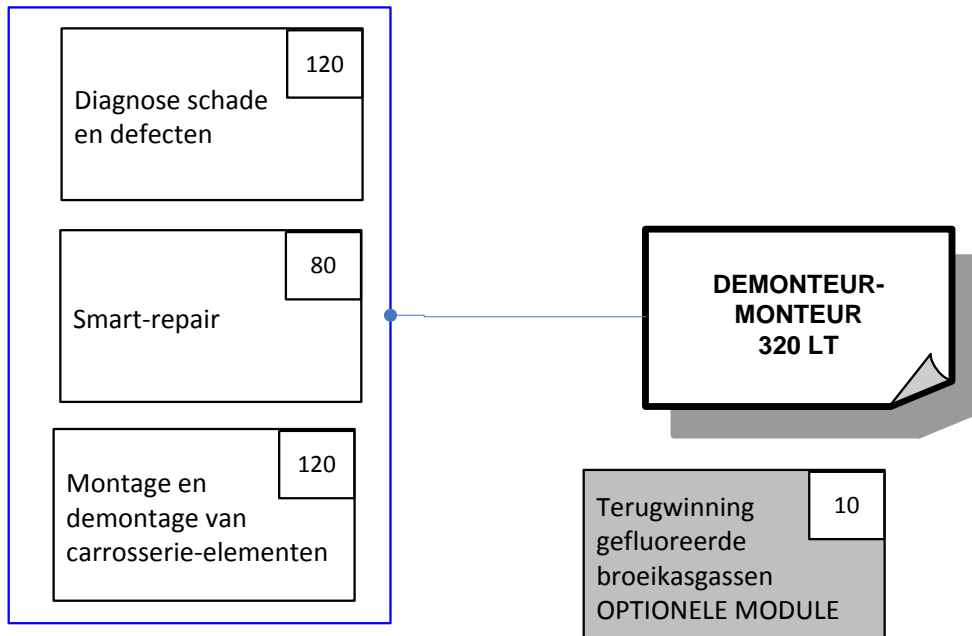 120
Diagnose schade
en defecten
80
Smart-repair
120
Montage en
demontage van
carrosserie-elementen
DEMONTEUR-
MONTEUR
320 LT
10
Terugwinning
gefluoreerde
broeikasgassen
OPTIONELE MODULE